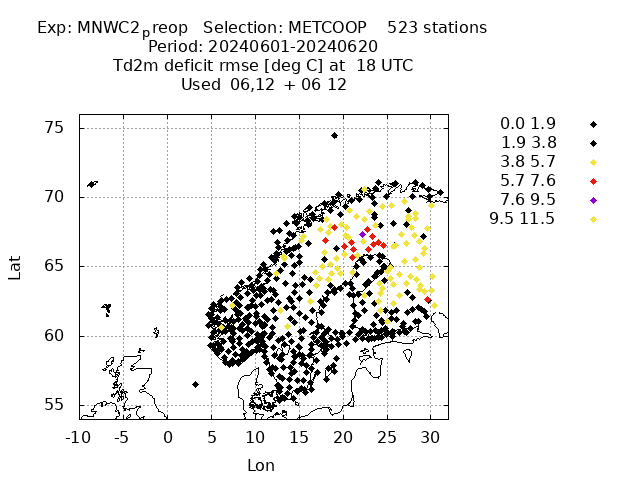 Exp: MNWC2preop Selection: METCOOP 523 stations
Period: 20240601-20240620
Td2m deficit rmse [deg C] at 18 UTC
Used 06,12 + 06 12
0.0 1.9
1.9 3.8
3.8 5.7
5.7 7.6
7.6 9.5
9.5 11.5
75
70
65
60
55
Lat
-10 -5 0 5 10 15 20 25 30
Lon